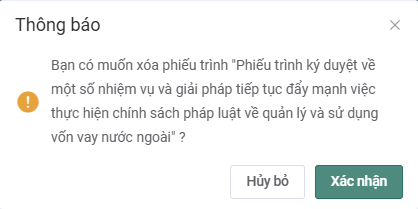 Thông báo
Bạn có muốn xóa phiếu trình "Phiếu trình ký duyệt về
một số nhiệm vụ và giải pháp tiếp tục đẩy mạnh việc
thực hiện chính sách pháp luật về quản lý và sử dụng
vốn vay nước ngoài" ?
Hủy bỏ
Xác nhận